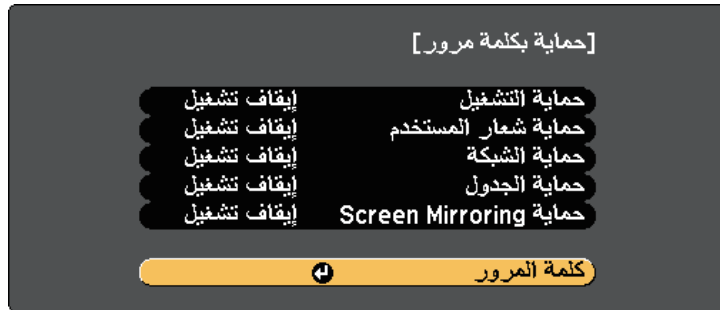 [حماية بكلمة مرور]
حماية التشغيل إيقاف تشغيل
حماية شعار المستخدم إيقاف تشغيل
حماية الشبكة إيقاف تشغيل
حماية الجدول إيقاف تشغيل
حماية Screen Mirroring إيقاف تشغيل
كلمة المرور